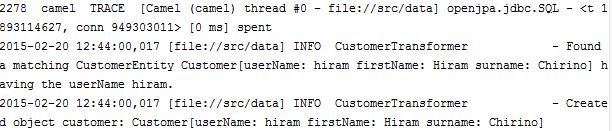 2278  camel  TRACE  [Camel (camel) thread #0 - file://src/data] openjpa.jdbc.SQL - <t 1
893114627, conn 949303011> [0 ms] spent
2015-02-20 12:44:00,017 [file://src/data] INFO  CustomerTransformer            - Found
a matching CustomerEntity Customer[userName: hiram firstName: Hiram surname: Chirino] h
aving the userName hiram.
2015-02-20 12:44:00,017 [file://src/data] INFO  CustomerTransformer            - Create
d object customer: Customer[userName: hiram firstName: Hiram surname: Chirino]